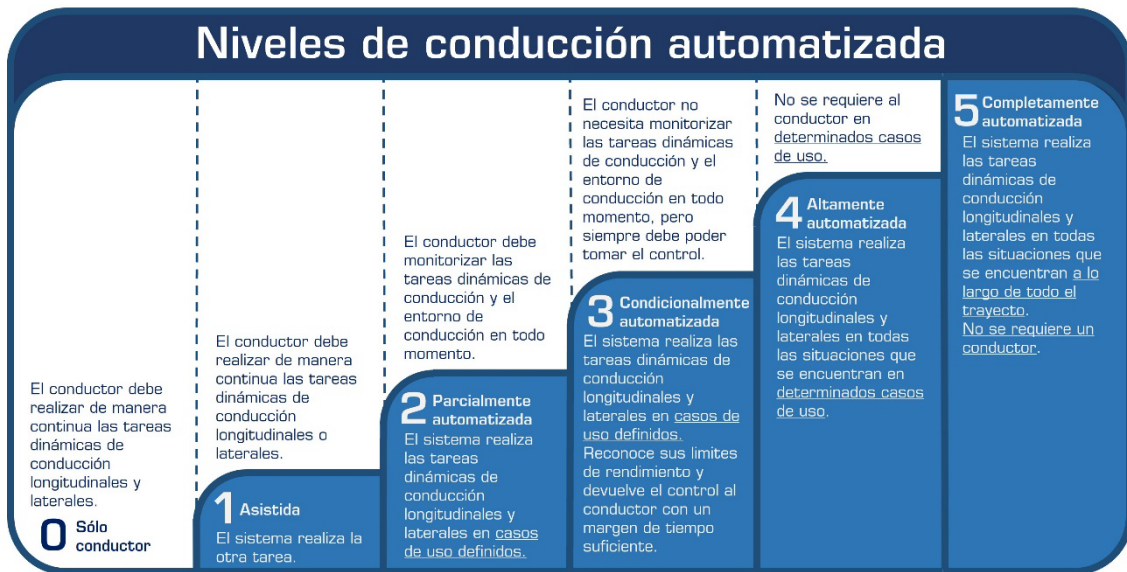 Niveles de conducción automatizada
El conductor debe
realizar de manera
continua las tareas
dinámicas de
conducción
longitudinales y
laterales.
0 Sólo
conductor
El conductor debe
realizar de manera
continua las tareas
dinámicas de
conducción
longitudinales o
laterales.
1 Asistida
El sistema realiza la
otra tarea.
El conductor debe
monitorizar las
tareas dinámicas de
conducción y el
entorno de
conducción en todo
momento.
2 Parcialmente
automatizada
El sistema realiza
las tareas
dinámicas de
conducción
longitudinales y
laterales en casos
de uso definidos.
El conductor no
necesita monitorizar
las tareas dinámicas
de conducción y el
entorno de
conducción en todo
momento, pero
siempre debe poder
tomar el control.
3 Condicionalmente
automatizada
El sistema realiza las
tareas dinámicas de
conducción
longitudinales y
laterales en casos de
uso definidos.
Reconoce sus limites
de rendimiento y
devuelve el control al
conductor con un
margen de tiempo
suficiente.
No se requiere al
conductor en
determinados casos
de uso.
4 Altamente
automatizada
El sistema realiza
las tareas
dinámicas de
conducción
longitudinales y
laterales en todas
las situaciones que
se encuentran en
determinados casos
de uso.
5 Completamente
automatizada
El sistema realiza
las tareas
dinámicas de
conducción
longitudinales y
laterales en todas
las situaciones que
se encuentran a lo
largo de todo el
trayecto.
No se requiere un
conductor.